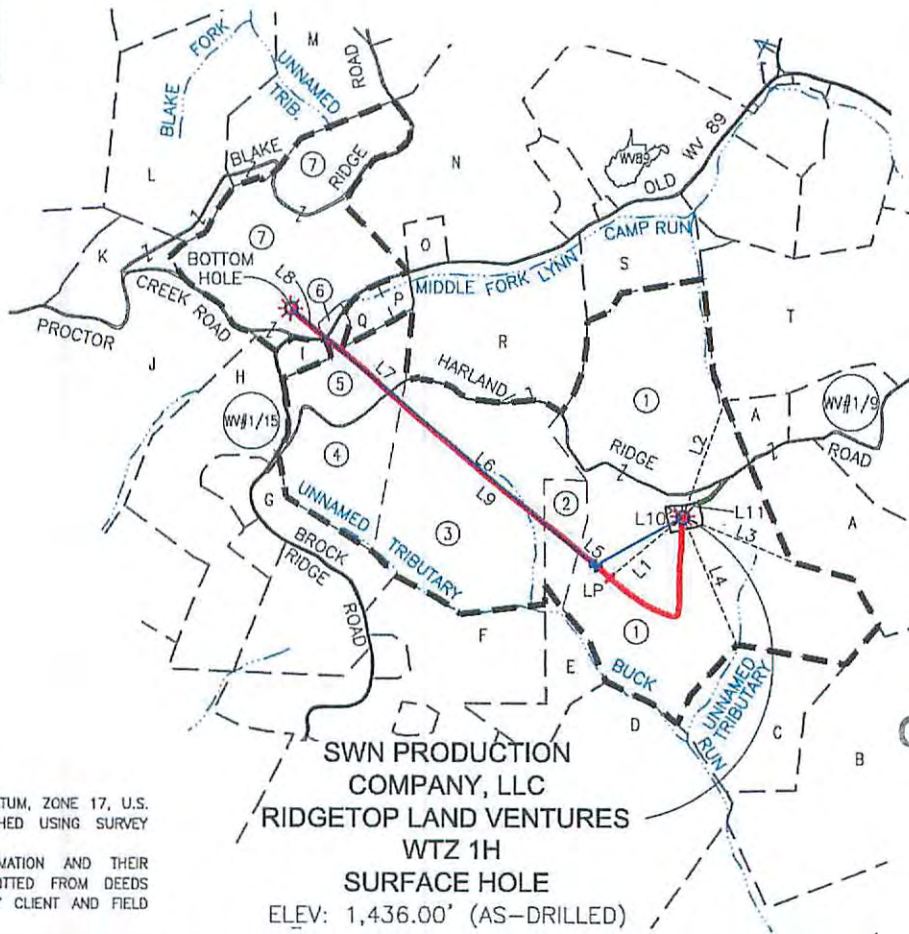 M
ROAD
BLAKE FORK
UNNAMED TRIB.
BLAKE
RIDGE
⑦
L
N
WV89
OLD WV 89
K
⑦
BOTTOM HOLE
L8
⑥
O
P
Q
MIDDLE FORK LYNNT CAMP RUN
S
T
PROCTOR
CREEK ROAD
J
H
I
⑤
L7
R
HARLAND
RIDGE
ROAD
①
A
WV#1/9
WV#1/15
④
L6
L9
L2
②
L10
L11
A
G
UNNAMED TRIBUTARY
③
L5
L1
L3
LP
L4
BROCK
RIDGE
ROAD
①
F
E
BUCK
RUN
D
UNNAMED TRIBUTARY
C
B
SWN PRODUCTION
COMPANY, LLC
RIDGETOP LAND VENTURES
WTZ 1H
SURFACE HOLE
ELEV: 1,436.00' (AS-DRILLED)
TUM, ZONE 17, U.S.
HED USING SURVEY
MATION AND THEIR
TTED FROM DEEDS
CLIENT AND FIELD